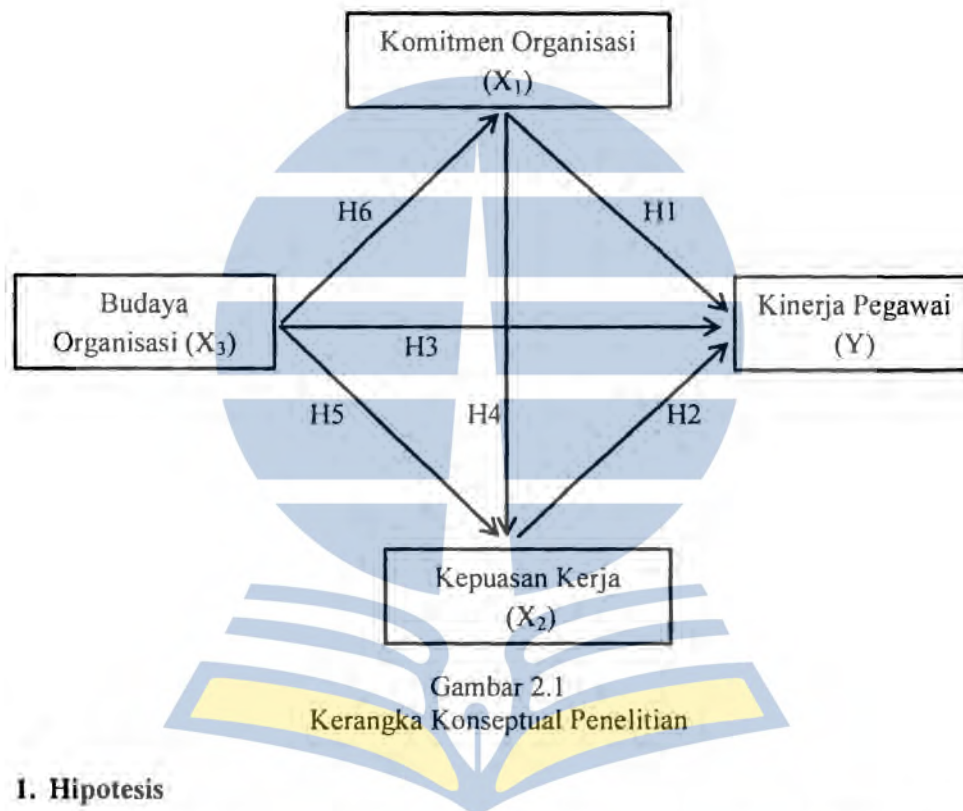 Komitmen Organisasi
(X₁)
H6
H1
Budaya
Organisasi (X₃)
Kinerja Pegawai
(Y)
H3
H5
H4
H2
Kepuasan Kerja
(X₂)
Gambar 2.1
Kerangka Konseptual Penelitian
1. Hipotesis